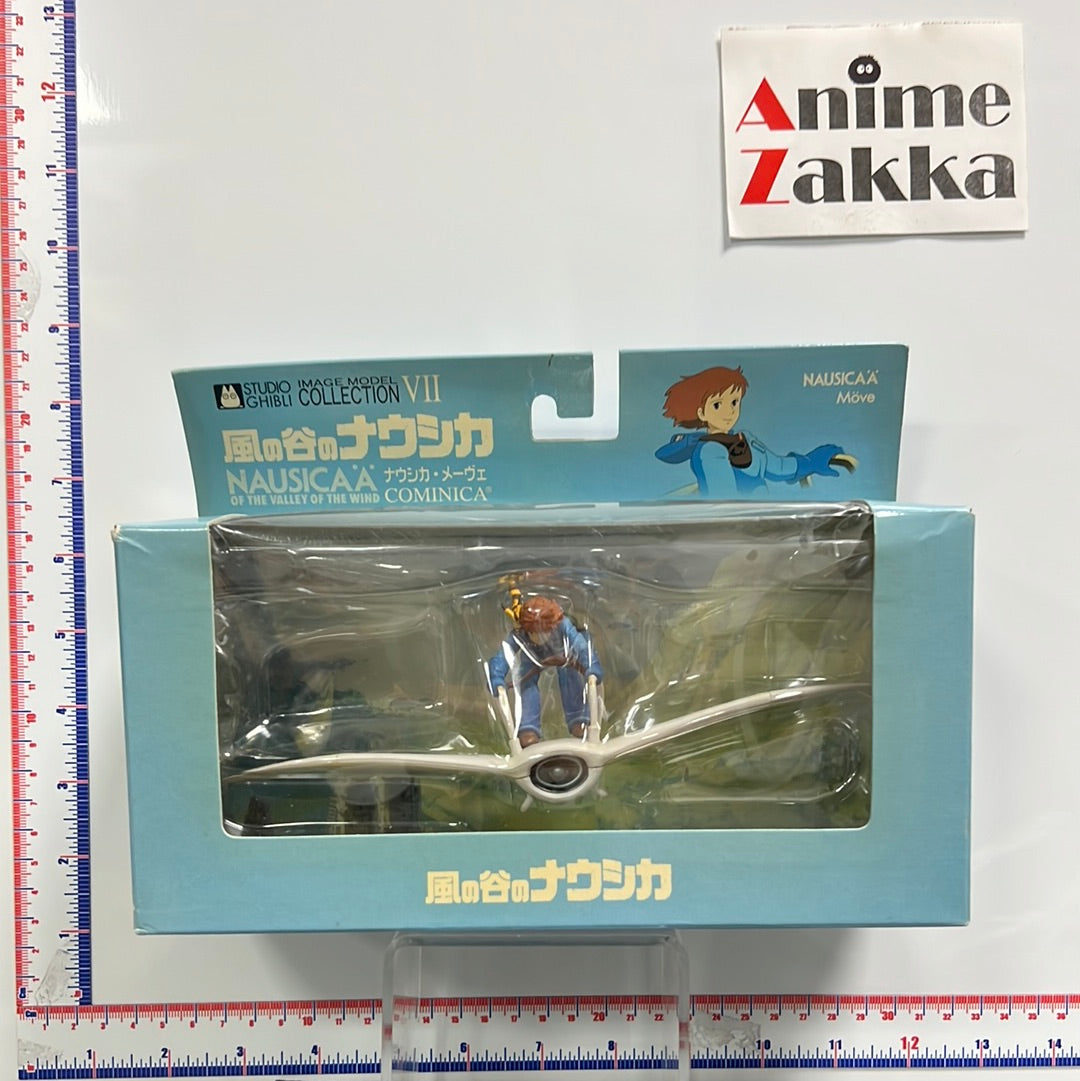 Anime
Zakka
STUDIO
GHIBLI
IMAGE MODEL
COLLECTION VII
風の谷のナウシカ
NAUSICAÄ
OF THE VALLEY OF THE WIND
ナウシカ・メーヴェ
COMINICA®
NAUSICAÄ
Möve
風の谷のナウシカ